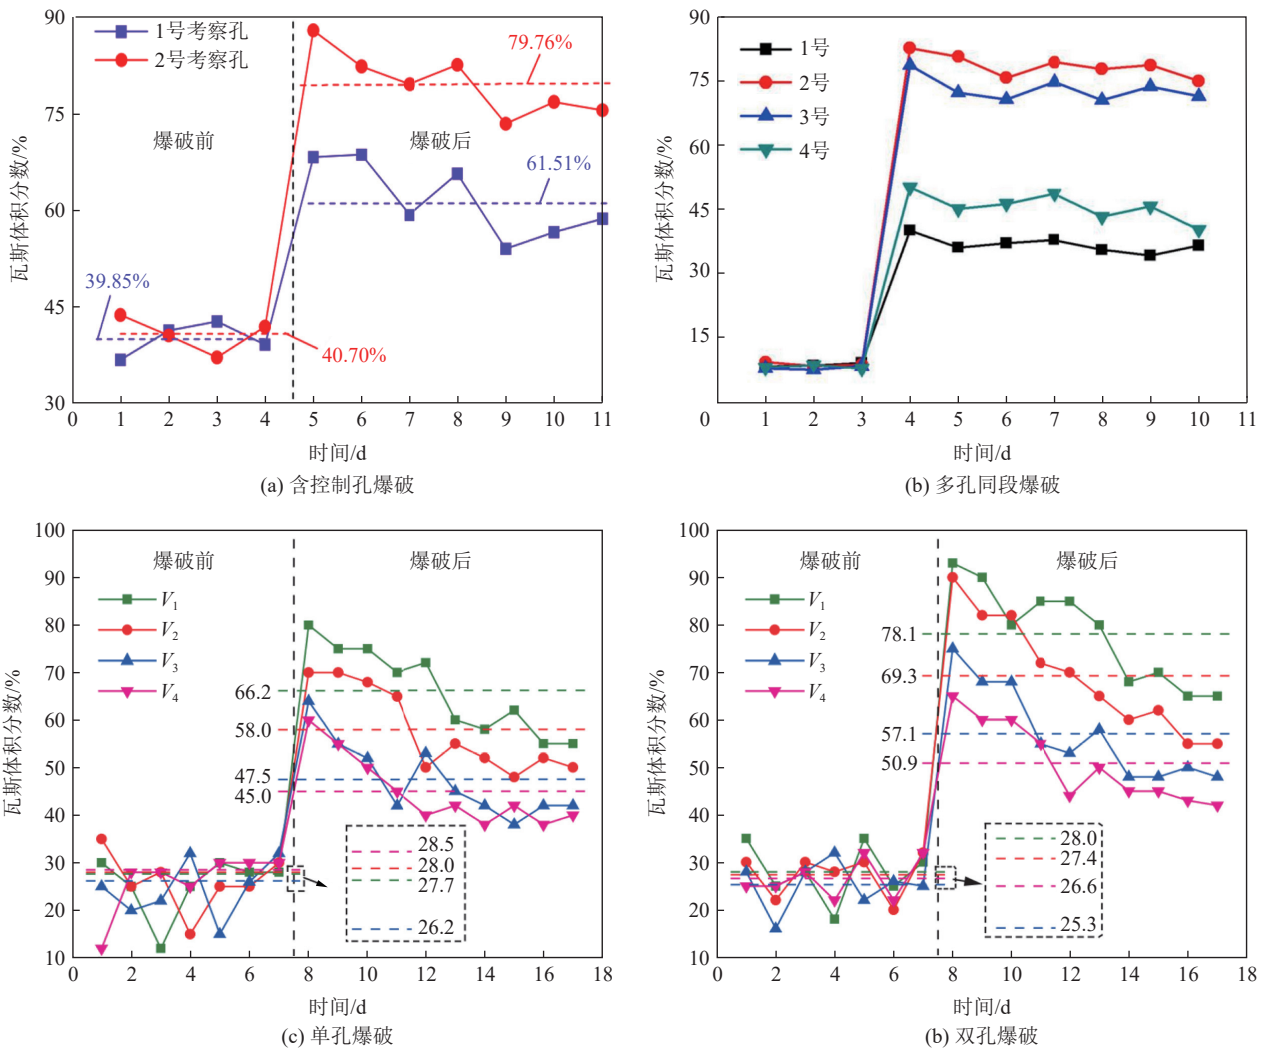 90
75
60
45
30
瓦斯体积分数/%
1号考察孔
2号考察孔
79.76%
爆破前
爆破后
61.51%
39.85%
40.70%
0
1
2
3
4
5
6
7
8
9
10
11
时间/d
(a) 含控制孔爆破
90
75
60
45
30
15
瓦斯体积分数/%
1号
2号
3号
4号
0
1
2
3
4
5
6
7
8
9
10
11
时间/d
(b) 多孔同段爆破
100
90
80
70
60
50
40
30
20
10
瓦斯体积分数/%
爆破前
爆破后
V1
V2
V3
V4
66.2
58.0
47.5
45.0
28.5
28.0
27.7
26.2
0
2
4
6
8
10
12
14
16
18
时间/d
(c) 单孔爆破
100
90
80
70
60
50
40
30
20
10
瓦斯体积分数/%
爆破前
爆破后
V1
V2
V3
V4
78.1
69.3
57.1
50.9
28.0
27.4
26.6
25.3
0
2
4
6
8
10
12
14
16
18
时间/d
(b) 双孔爆破